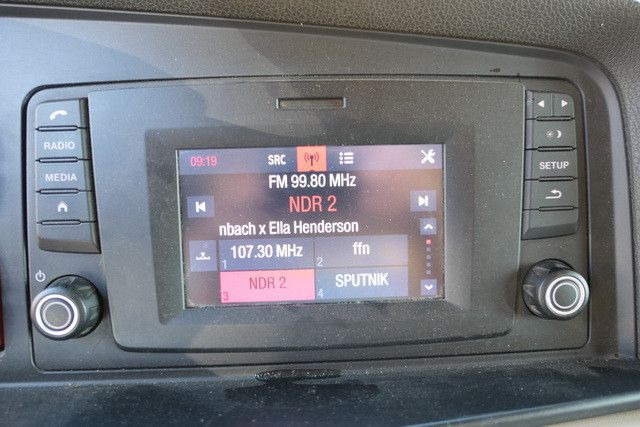 RADIO
MEDIA
SETUP
09:19 SRC
FM 99.80 MHz
NDR 2
nbach x Ella Henderson
107.30 MHz
1
ffn
2
NDR 2
3
SPUTNIK
4